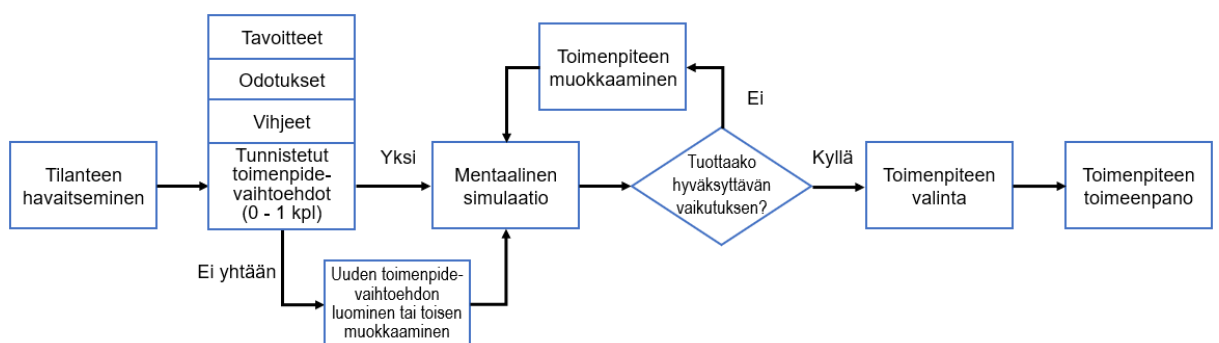 Tilanteen
havaitseminen
Tavoitteet
Odotukset
Vihjeet
Tunnistetut
toimenpide-
vaihtoehdot
(0 - 1 kpl)
Yksi
Ei yhtään
Uuden toimenpide-
vaihtoehdon
luominen tai toisen
muokkaaminen
Mentaalinen
simulaatio
Toimenpiteen
muokkaaminen
Ei
Tuottaako
hyväksyttävän
vaikutuksen?
Kyllä
Toimenpiteen
valinta
Toimenpiteen
toimeenpano